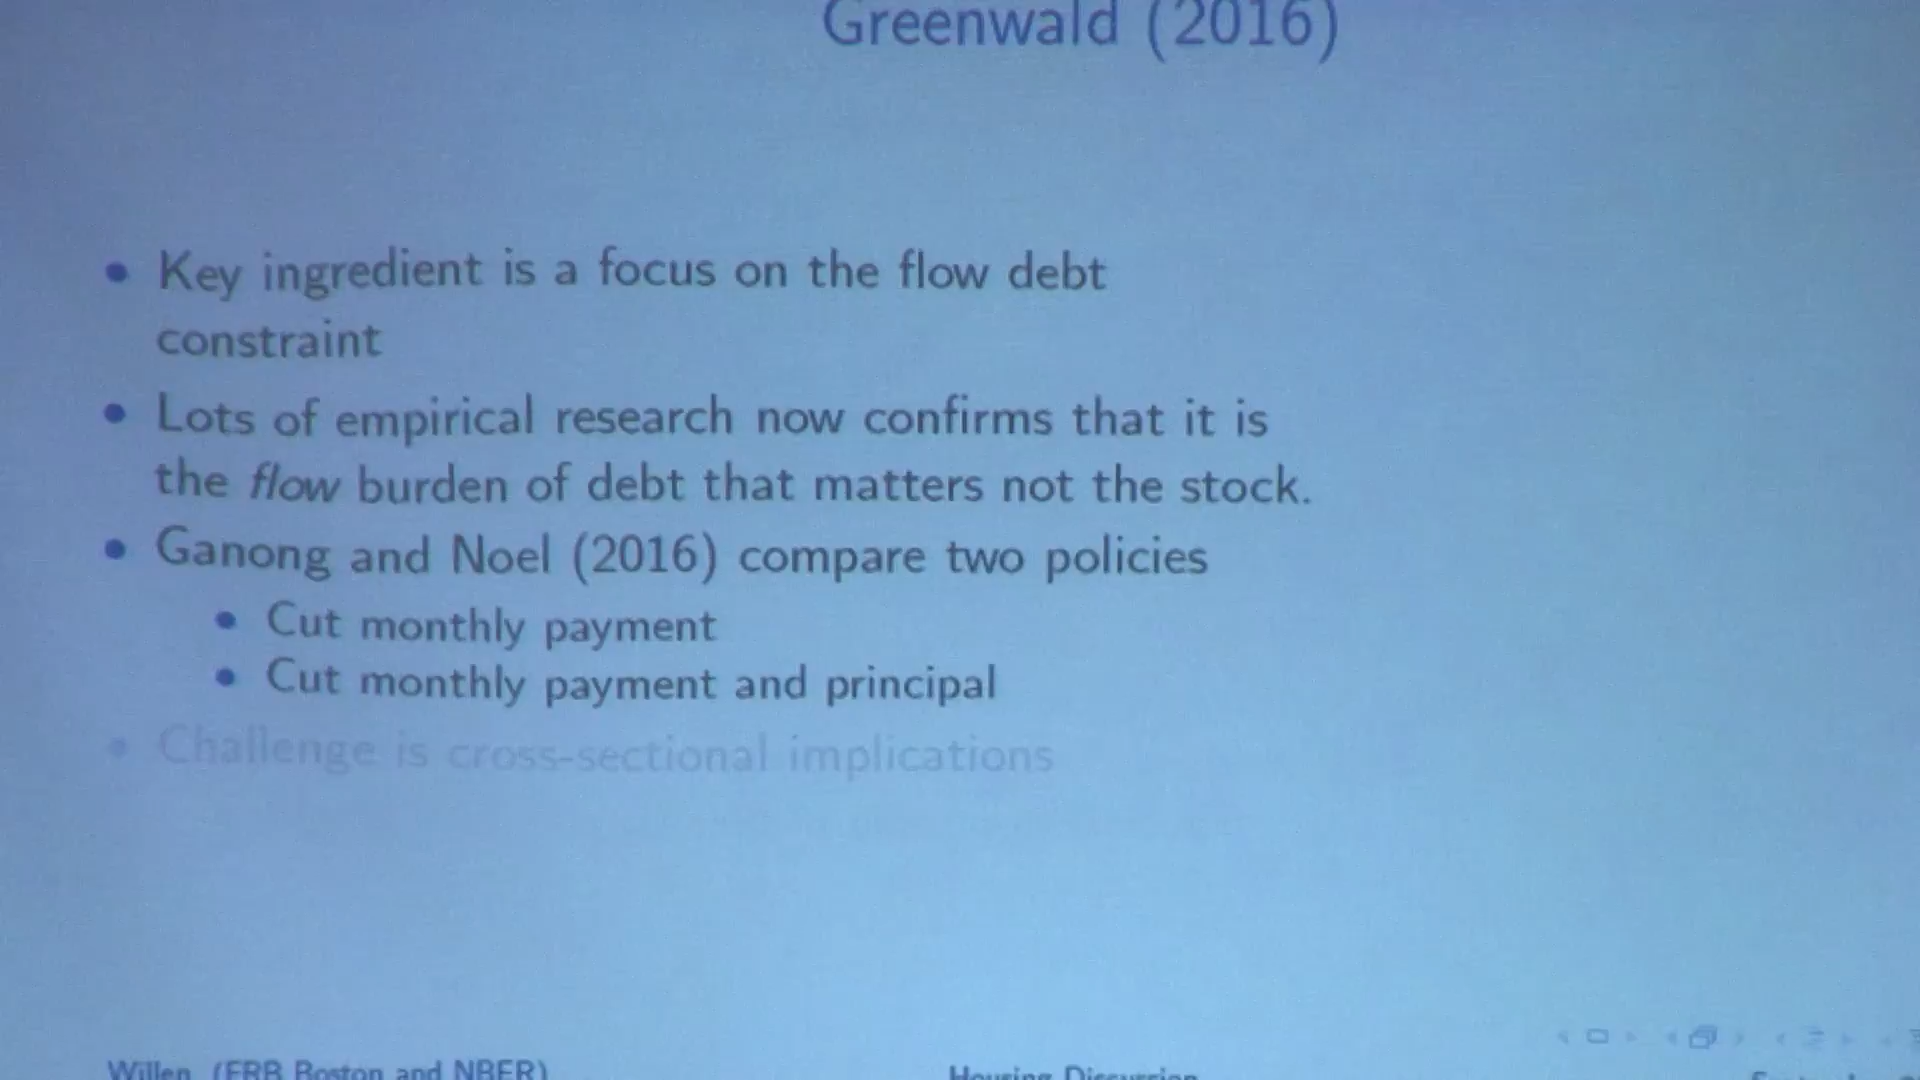 Greenwald (2016)
• Key ingredient is a focus on the flow debt
constraint
• Lots of empirical research now confirms that it is
the flow burden of debt that matters not the stock.
• Ganong and Noel (2016) compare two policies
• Cut monthly payment
• Cut monthly payment and principal
• Challenge is cross-sectional implications
Willen (FRB Boston and NBER)
Housing Discussion